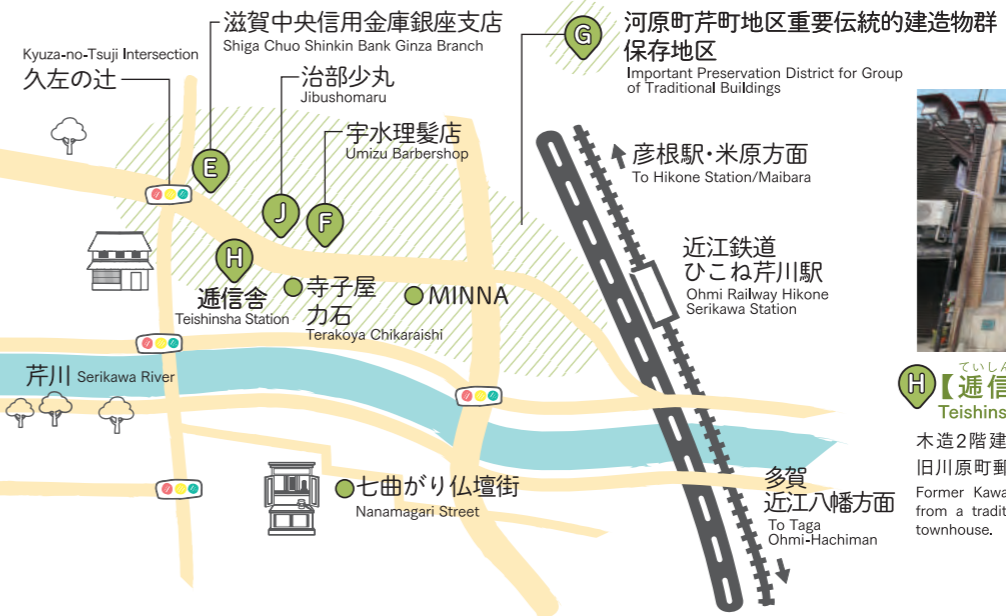 滋賀中央信用金庫銀座支店
Shiga Chuo Shinkin Bank Ginza Branch
Kyuza-no-Tsuji Intersection
久左の辻
治部少丸
Jibushomaru
宇水理髪店
Umizu Barbershop
G
河原町芹町地区重要伝統的建造物群
保存地区
Important Preservation District for Group
of Traditional Buildings
彦根駅・米原方面
To Hikone Station/Maibara
E
J
F
H
逓信舎
Teishinsha Station
寺子屋
力石
Terakoya Chikaraishi
MINNA
近江鉄道
ひこね芹川駅
Ohmi Railway Hikone
Serikawa Station
芹川 Serikawa River
七曲がり仏壇街
Nanamagari Street
多賀
近江八幡方面
To Taga
Ohmi-Hachiman
ていしん
H【逓信
Teishins
木造2階建
旧川原町郵
Former Kawa
from a tradit
townhouse.